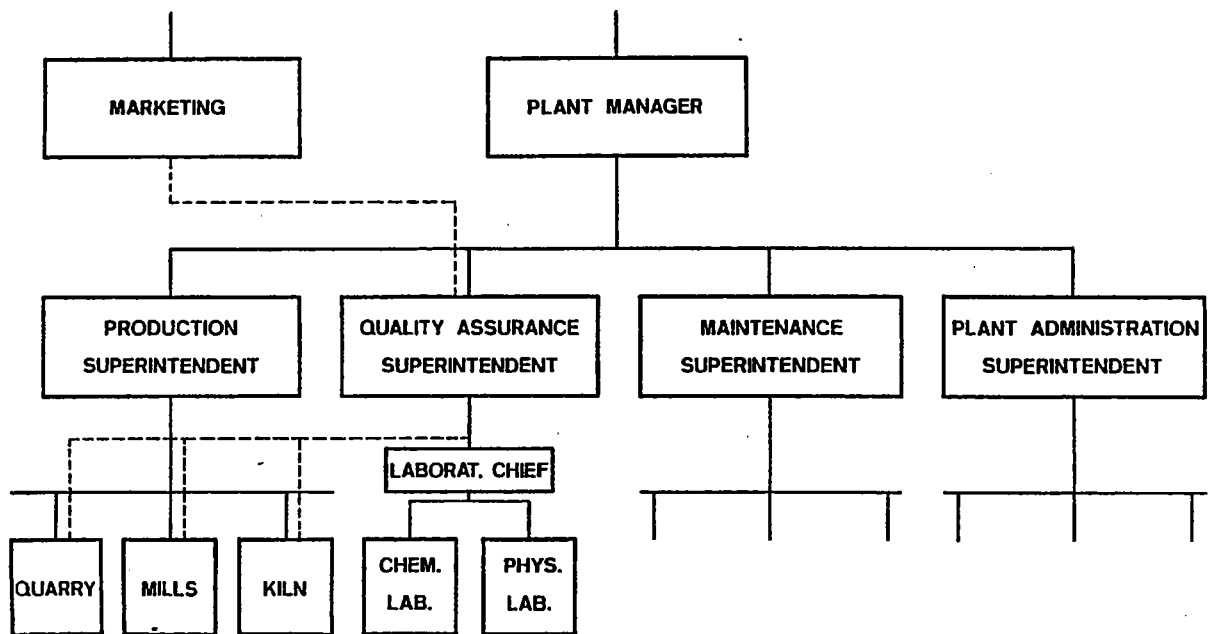 MARKETING
PLANT MANAGER
PRODUCTION
SUPERINTENDENT
QUALITY ASSURANCE
SUPERINTENDENT
MAINTENANCE
SUPERINTENDENT
PLANT ADMINISTRATION
SUPERINTENDENT
LABORAT. CHIEF
QUARRY
MILLS
KILN
CHEM.
LAB.
PHYS.
LAB.